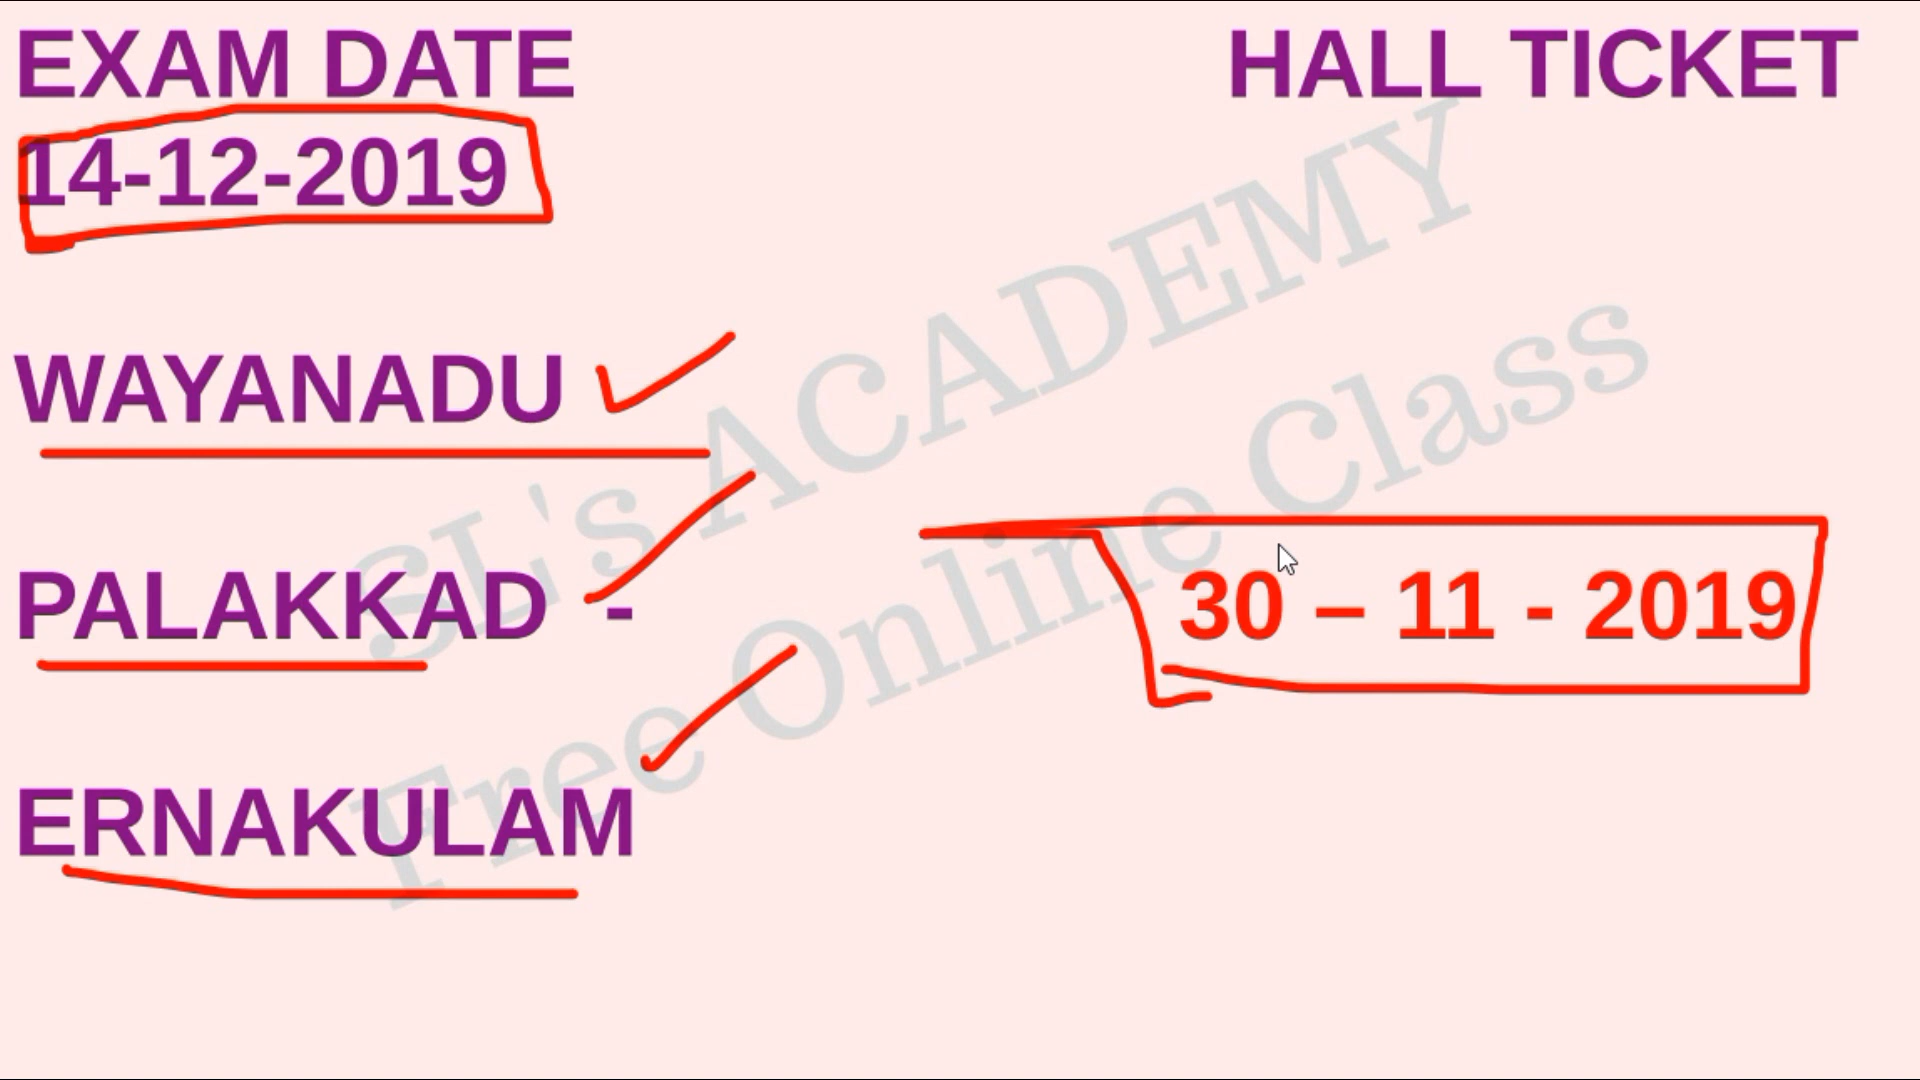 EXAM DATE HALL TICKET
14-12-2019
WAYANADU
PALAKKAD - 30 – 11 - 2019
ERNAKULAM
SL's ACADEMY
Free Online Class